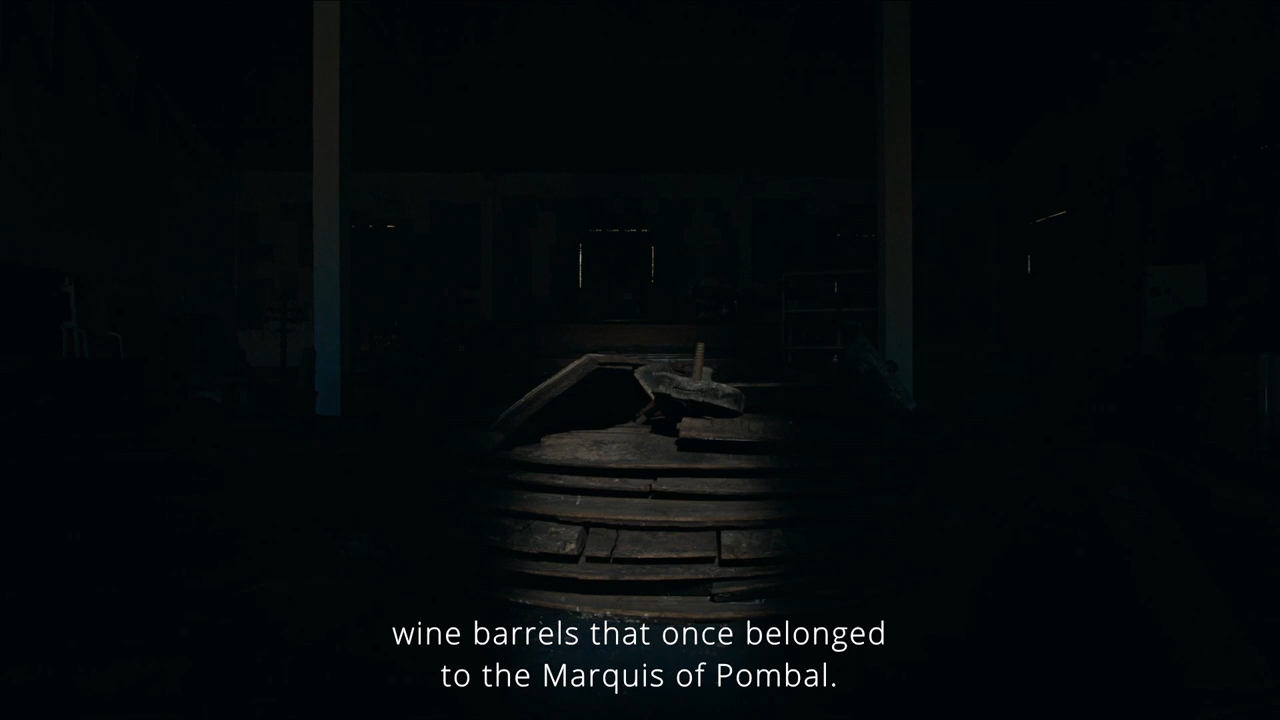 wine barrels that once belonged
to the Marquis of Pombal.